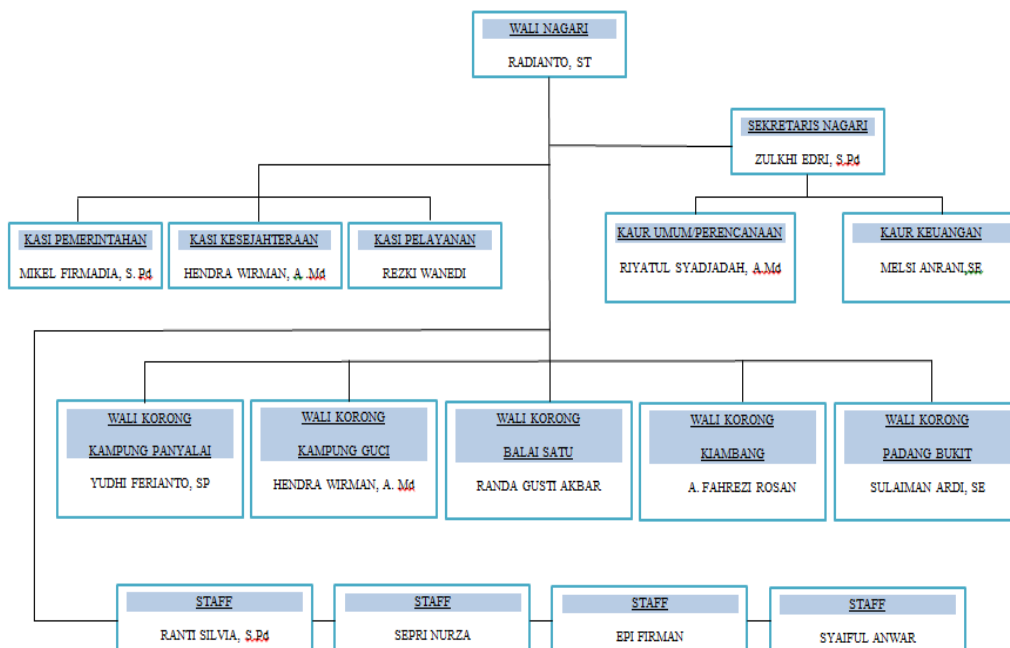 WALI NAGARI
RADIANTO, ST
SEKRETARIS NAGARI
ZULKHI EDRI, S.Pd
KASI PEMERINTAHAN
MIKEL FIRMADIA, S. Pd
KASI KESEJAHTERAAN
HENDRA WIRMAN, A .Md
KASI PELAYANAN
REZKI WANEDI
KAUR UMUM/PERENCANAAN
RIYATUL SYADJADAH, A.Md
KAUR KEUANGAN
MELSI ANRANI,SE
WALI KORONG
KAMPUNG PANYALAI
YUDHI FERIANTO, SP
WALI KORONG
KAMPUNG GUCI
HENDRA WIRMAN, A. Md
WALI KORONG
BALAI SATU
RANDA GUSTI AKBAR
WALI KORONG
KIAMBANG
A. FAHREZI ROSAN
WALI KORONG
PADANG BUKIT
SULAIMAN ARDI, SE
STAFF
RANTI SILVIA, S.Pd
STAFF
SEPRI NURZA
STAFF
EPI FIRMAN
STAFF
SYAIFUL ANWAR